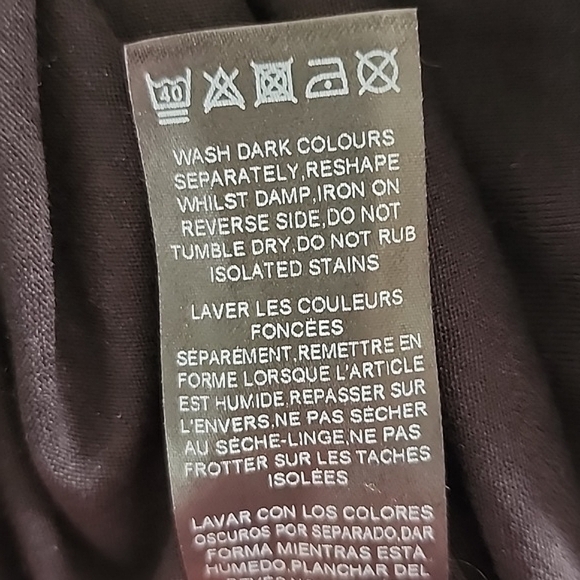 40
WASH DARK COLOURS
SEPARATELY,RESHAPE
WHILST DAMP,IRON ON
REVERSE SIDE,DO NOT
TUMBLE DRY,DO NOT RUB
ISOLATED STAINS
LAVER LES COULEURS
FONCÉES
SÉPARÉMENT,REMETTRE EN
FORME LORSQUE L'ARTICLE
EST HUMIDE,REPASSER SUR
L'ENVERS,NE PAS SÉCHER
AU SÈCHE-LINGE,NE PAS
FROTTER SUR LES TACHES
ISOLÉES
LAVAR CON LOS COLORES
OSCUROS POR SEPARADO,DAR
FORMA MIENTRAS ESTA
HUMEDO,PLANCHAR DEL